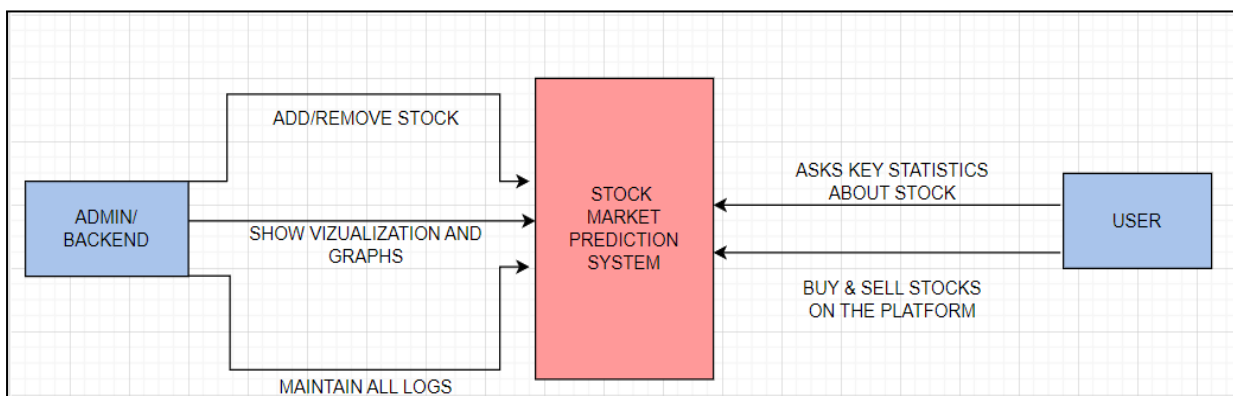 ADD/REMOVE STOCK
ADMIN/
BACKEND
SHOW VIZUALIZATION AND
GRAPHS
MAINTAIN ALL LOGS
STOCK
MARKET
PREDICTION
SYSTEM
ASKS KEY STATISTICS
ABOUT STOCK
BUY & SELL STOCKS
ON THE PLATFORM
USER